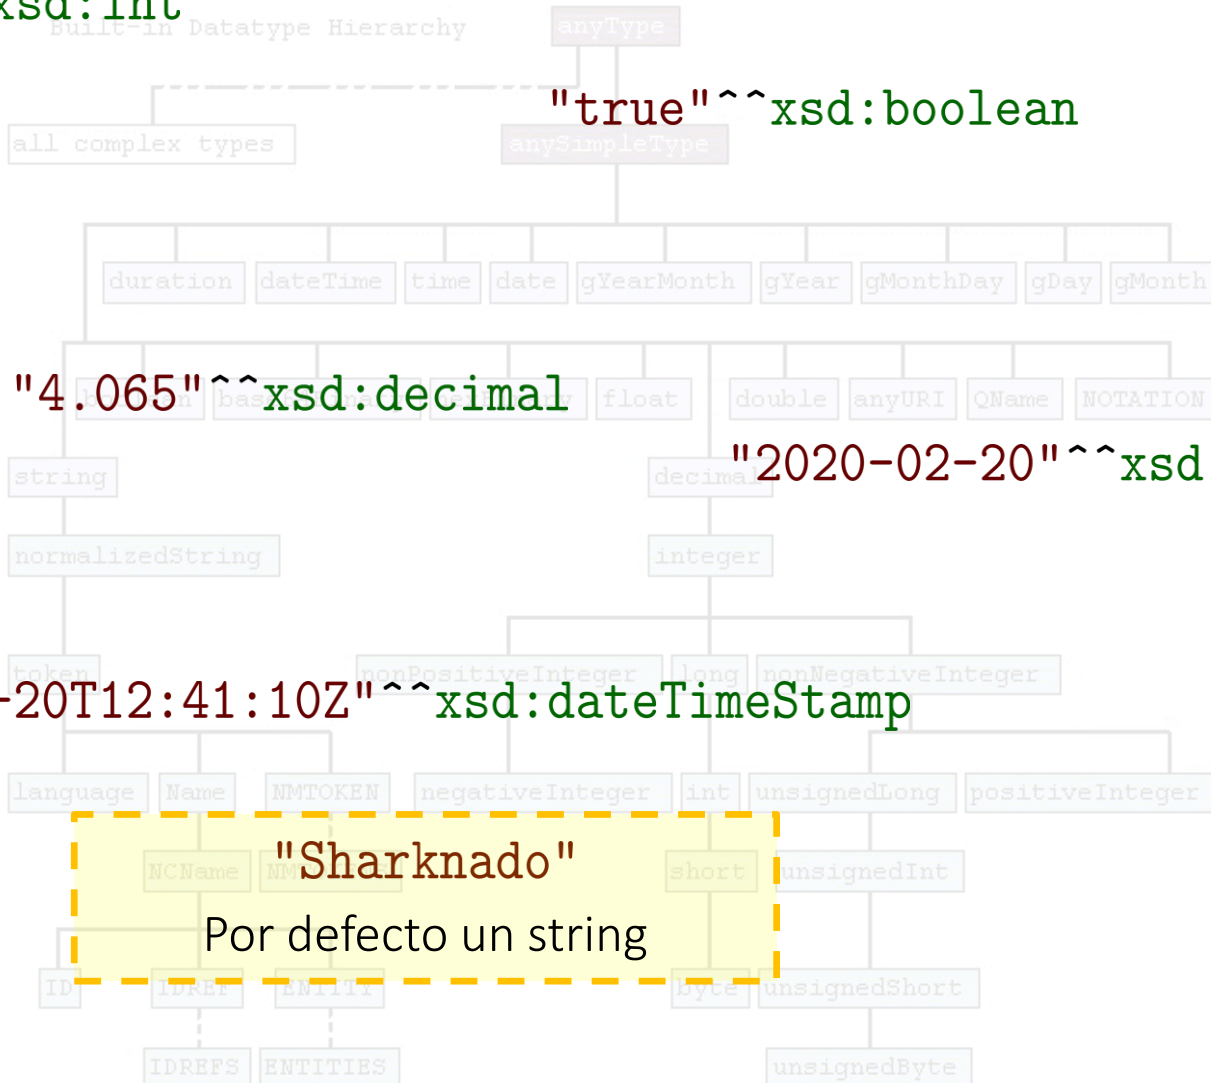 xsd:int
Built-in Datatype Hierarchy
anyType
"true"^^xsd:boolean
all complex types
anySimpleType
duration dateTime time date gYearMonth gYear gMonthDay gDay gMonth
"4.065"^^xsd:decimal
float double anyURI QName NOTATION
"2020-02-20"^^xsd
string decimal
normalizedString integer
token nonPositiveInteger long nonNegativeInteger
-20T12:41:10Z"^^xsd:dateTimeStamp
language Name NMTOKEN negativeInteger int unsignedLong positiveInteger
"Sharknado"
NCName short unsignedInt
Por defecto un string
ID IDREF ENTITY byte unsignedShort
IDREFS ENTITIES unsignedByte